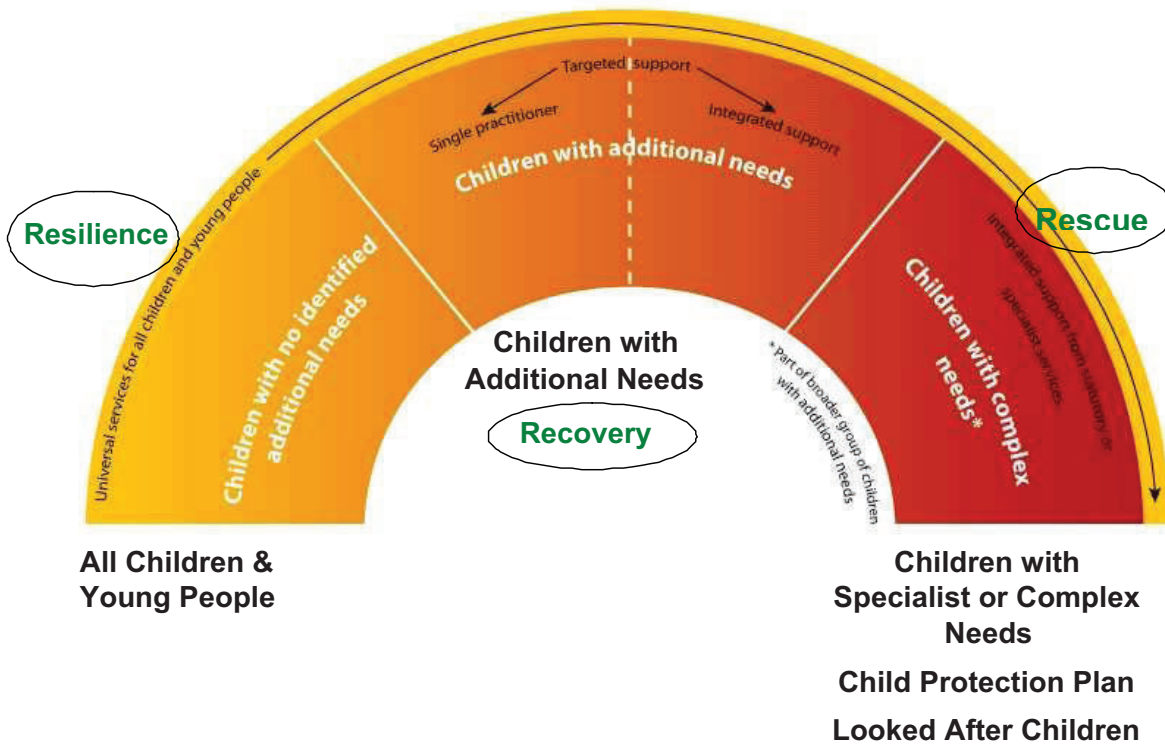 Targeted support
Single practitioner
Integrated support
Children with additional needs
Universal services for all children and young people
Resilience
Rescue
Children with no identified
additional needs
Integrated support from statutory or
specialist services
Children with complex
needs*
Children with
Additional Needs
Recovery
* Part of broader group of children
with additional needs
All Children &
Young People
Children with
Specialist or Complex
Needs
Child Protection Plan
Looked After Children